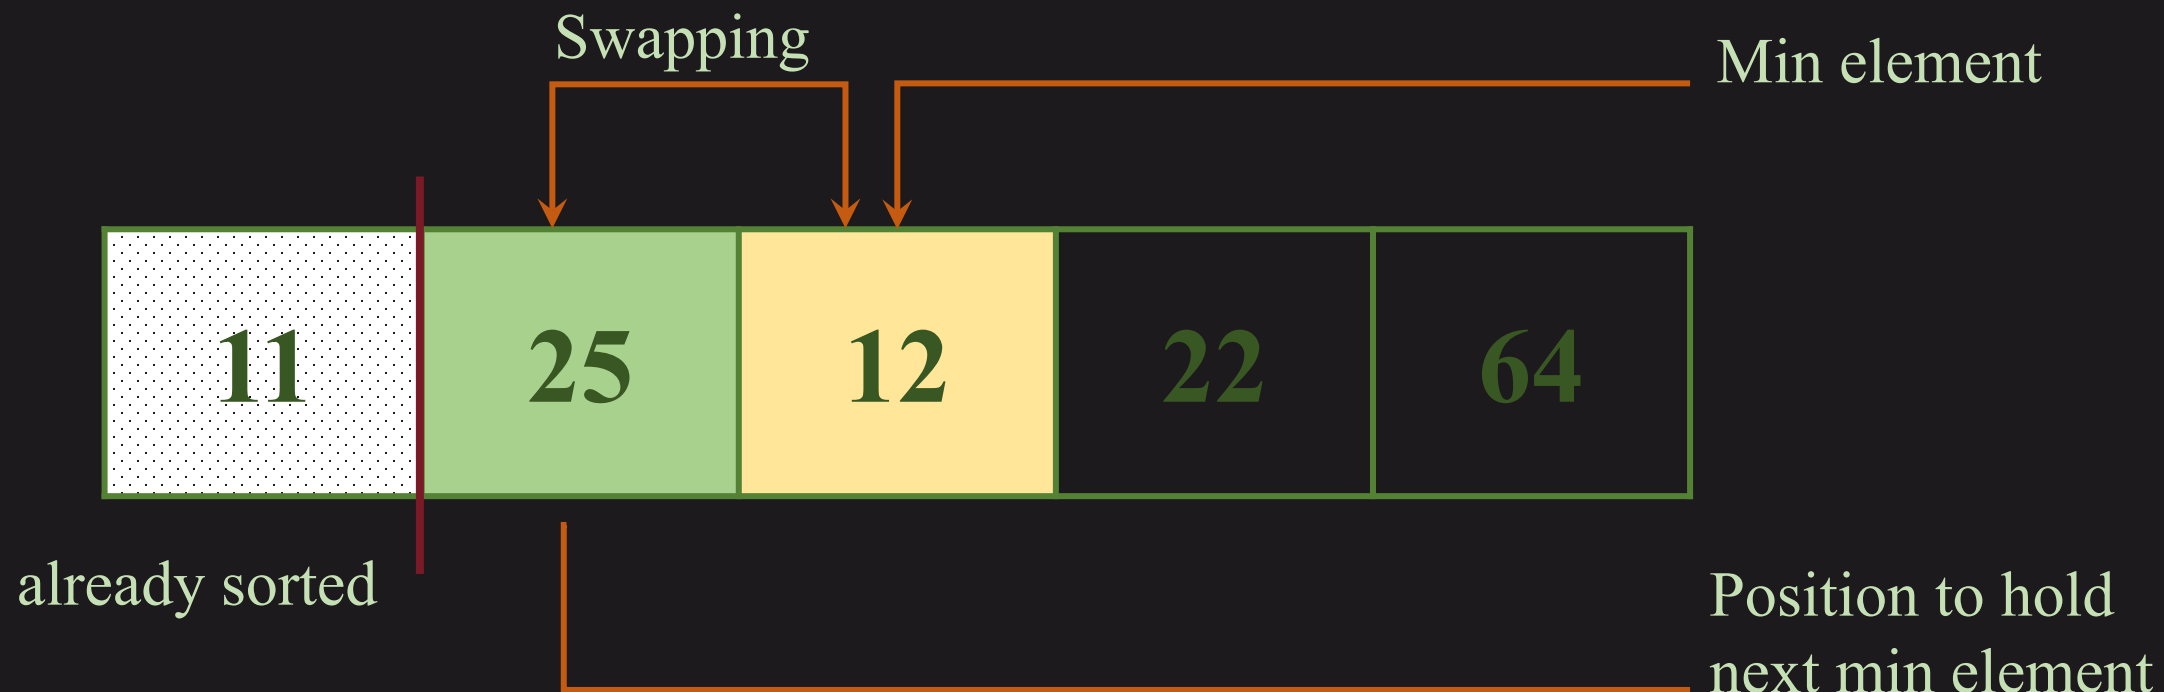 Swapping
Min element
11 25 12 22 64
already sorted
Position to hold
next min element